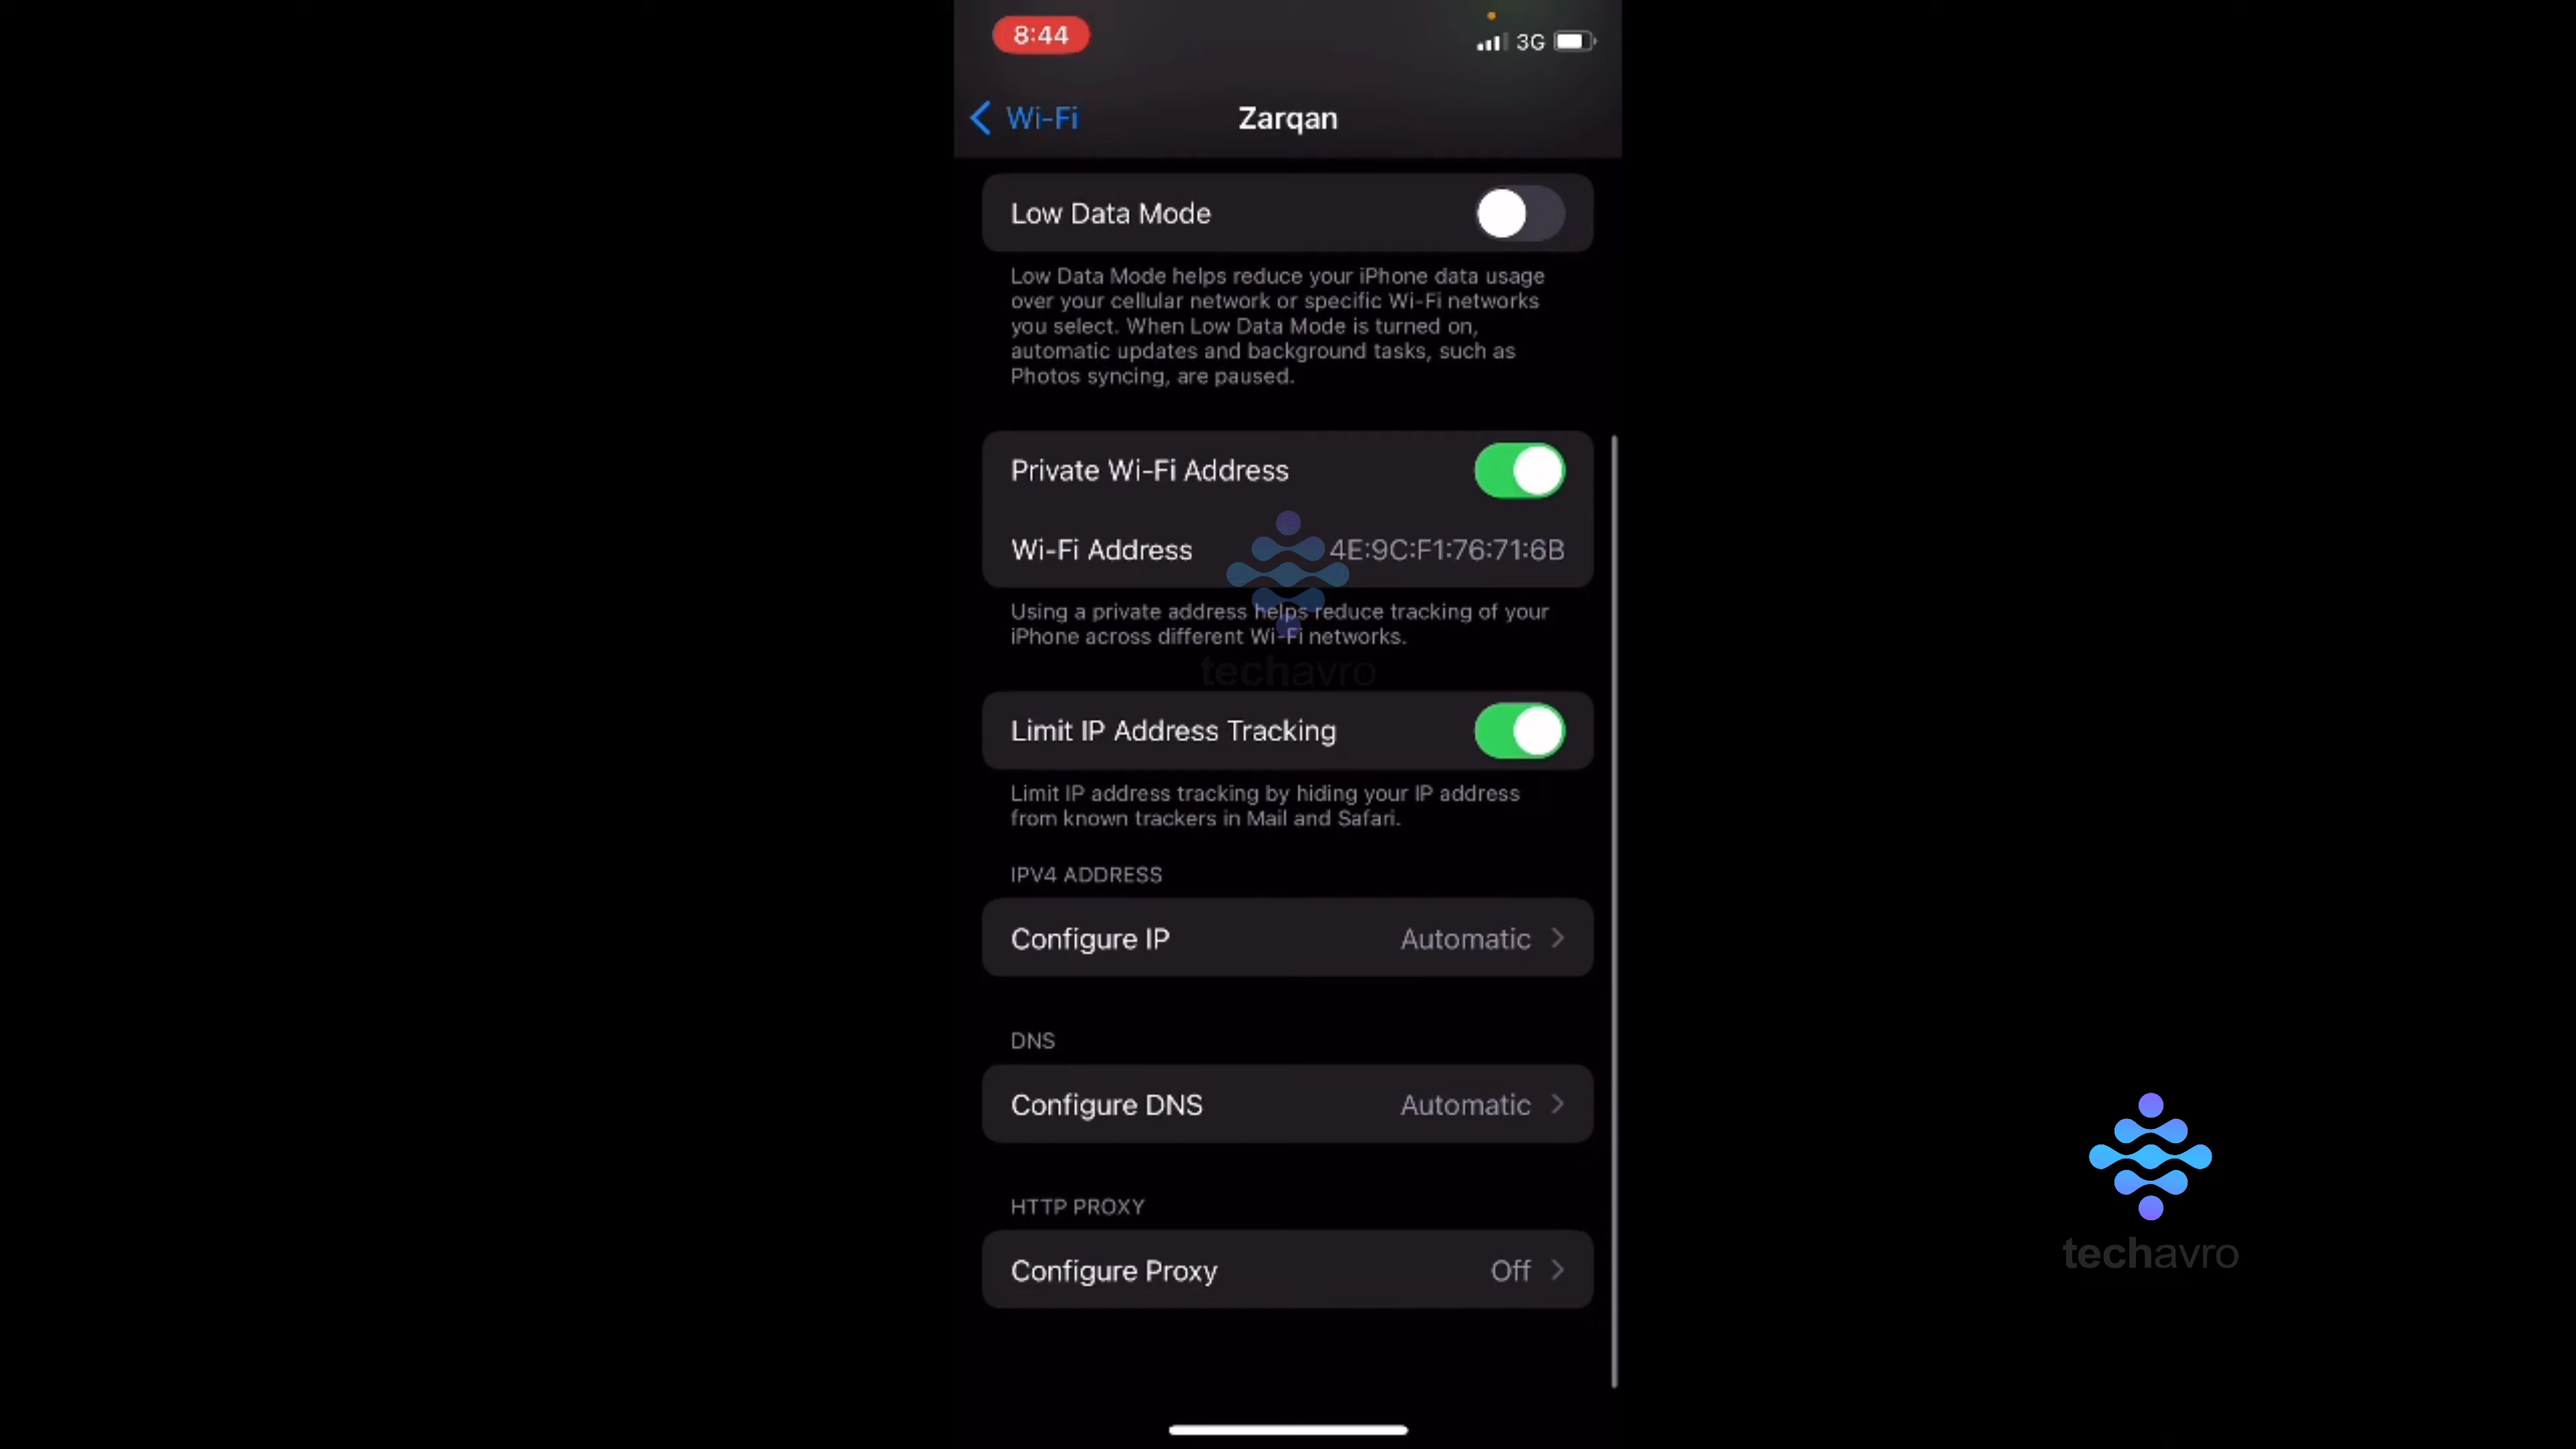 8:44
3G
Wi-Fi
Zarqan
Low Data Mode
Low Data Mode helps reduce your iPhone data usage
over your cellular network or specific Wi-Fi networks
you select. When Low Data Mode is turned on,
automatic updates and background tasks, such as
Photos syncing, are paused.
Private Wi-Fi Address
Wi-Fi Address 4E:9C:F1:76:71:6B
Using a private address helps reduce tracking of your
iPhone across different Wi-Fi networks.
techavro
Limit IP Address Tracking
Limit IP address tracking by hiding your IP address
from known trackers in Mail and Safari.
IPV4 ADDRESS
Configure IP Automatic
DNS
Configure DNS Automatic
HTTP PROXY
Configure Proxy Off
techavro